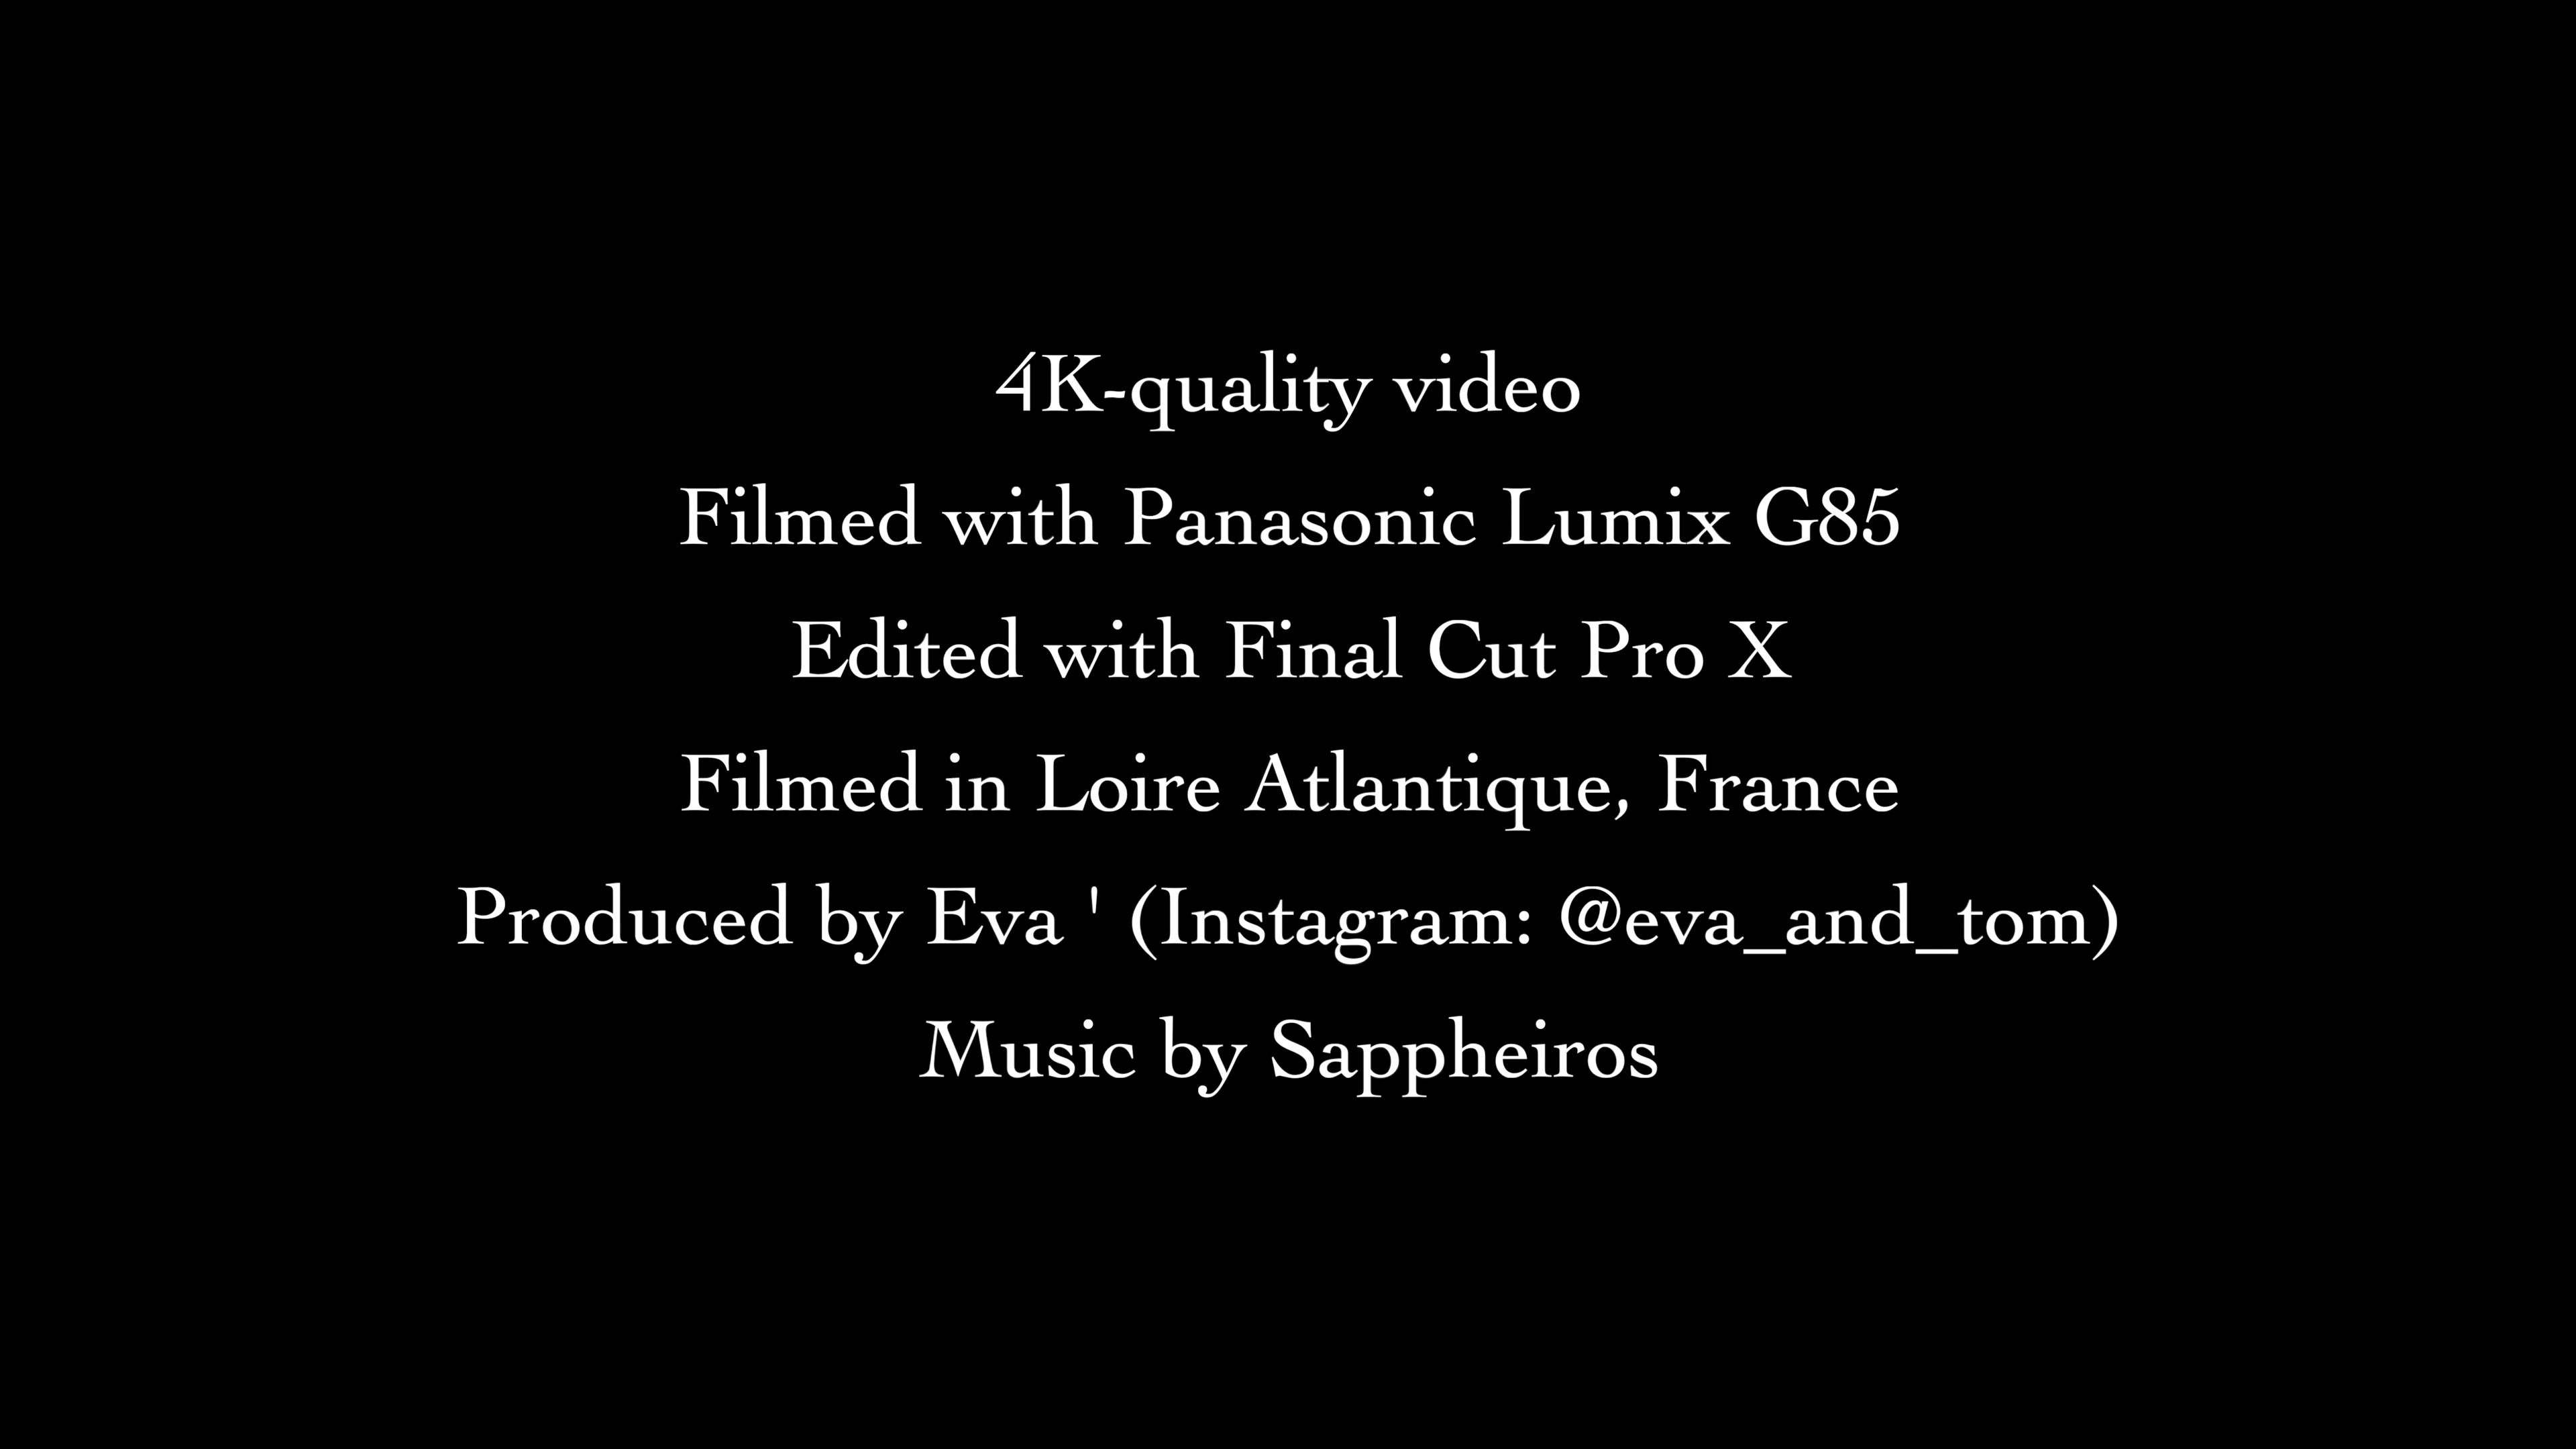 4K-quality video
Filmed with Panasonic Lumix G85
Edited with Final Cut Pro X
Filmed in Loire Atlantique, France
Produced by Eva ' (Instagram: @eva_and_tom)
Music by Sappheiros